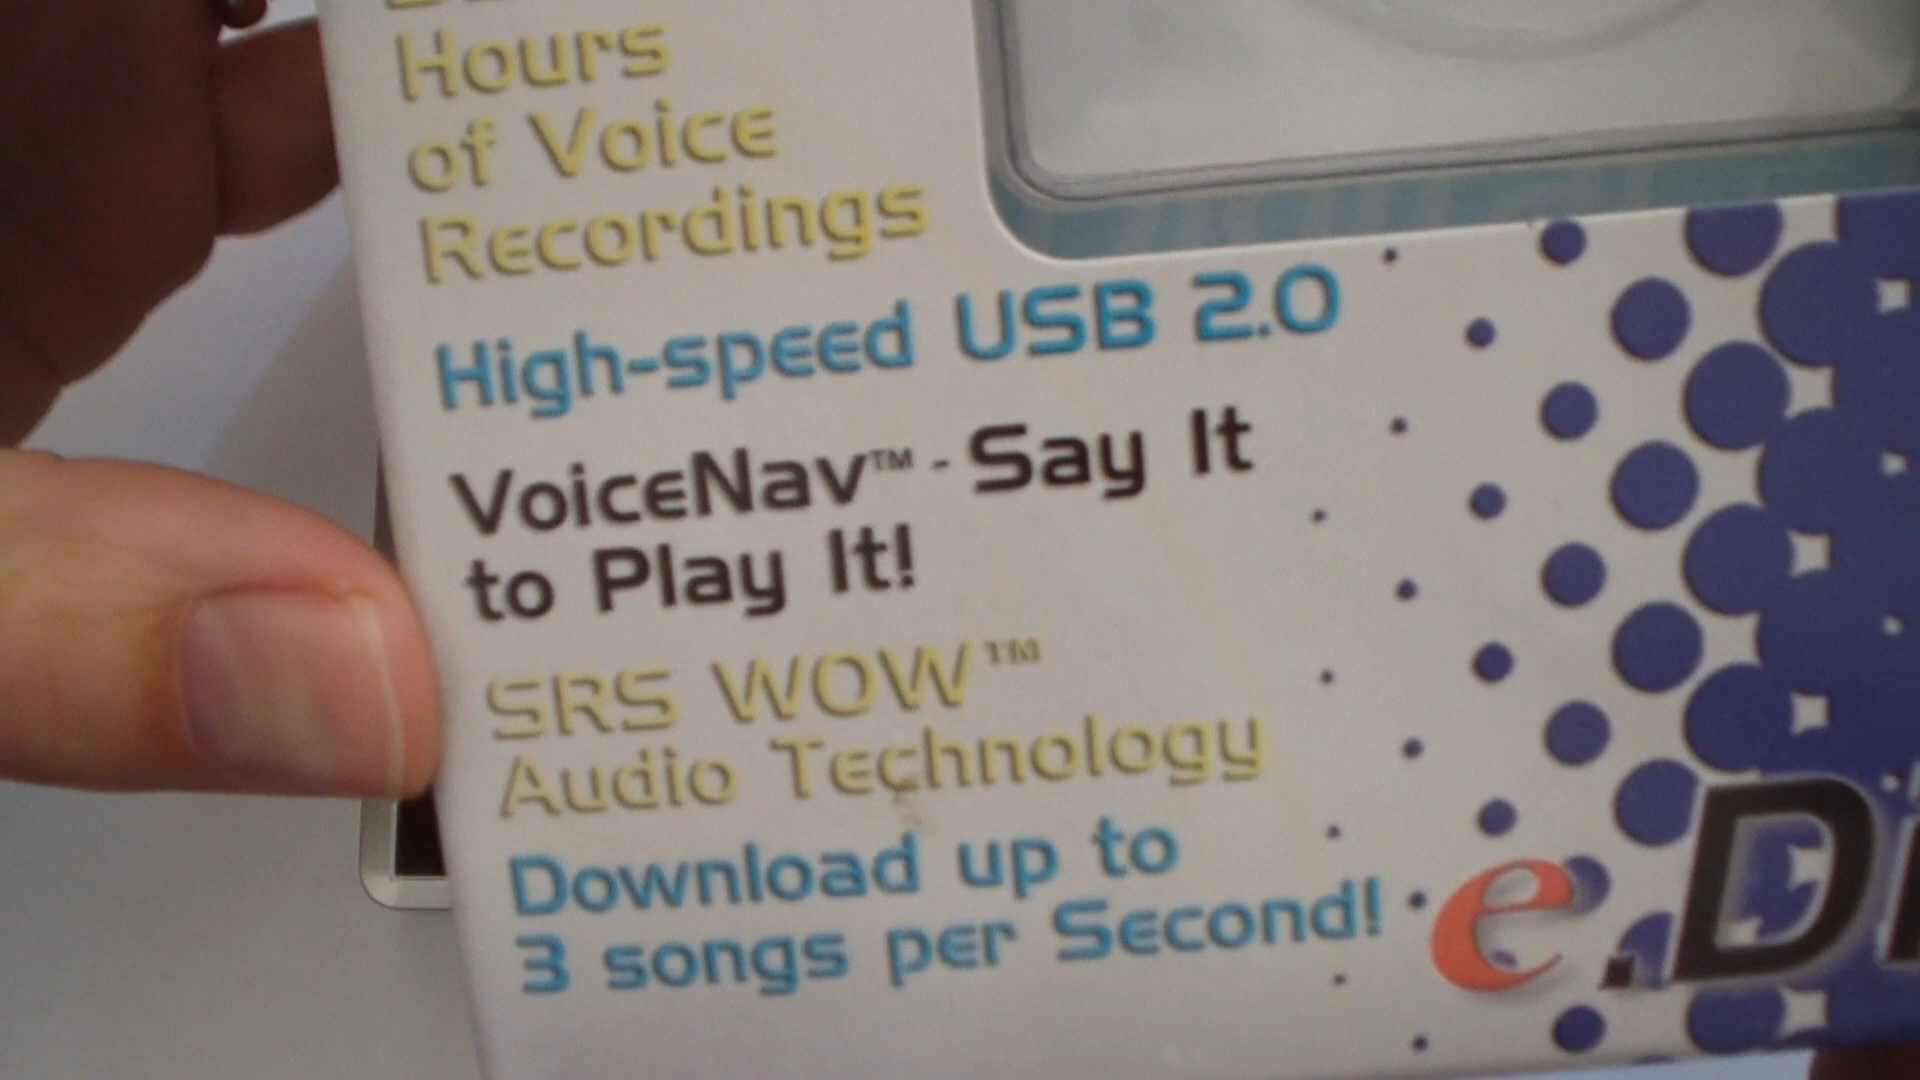 Hours
of Voice
Recordings
High-speed USB 2.0
VoiceNav™ - Say It
to Play It!
SRS WOW™
Audio Technology
Download up to
3 songs per Second!
e.Di